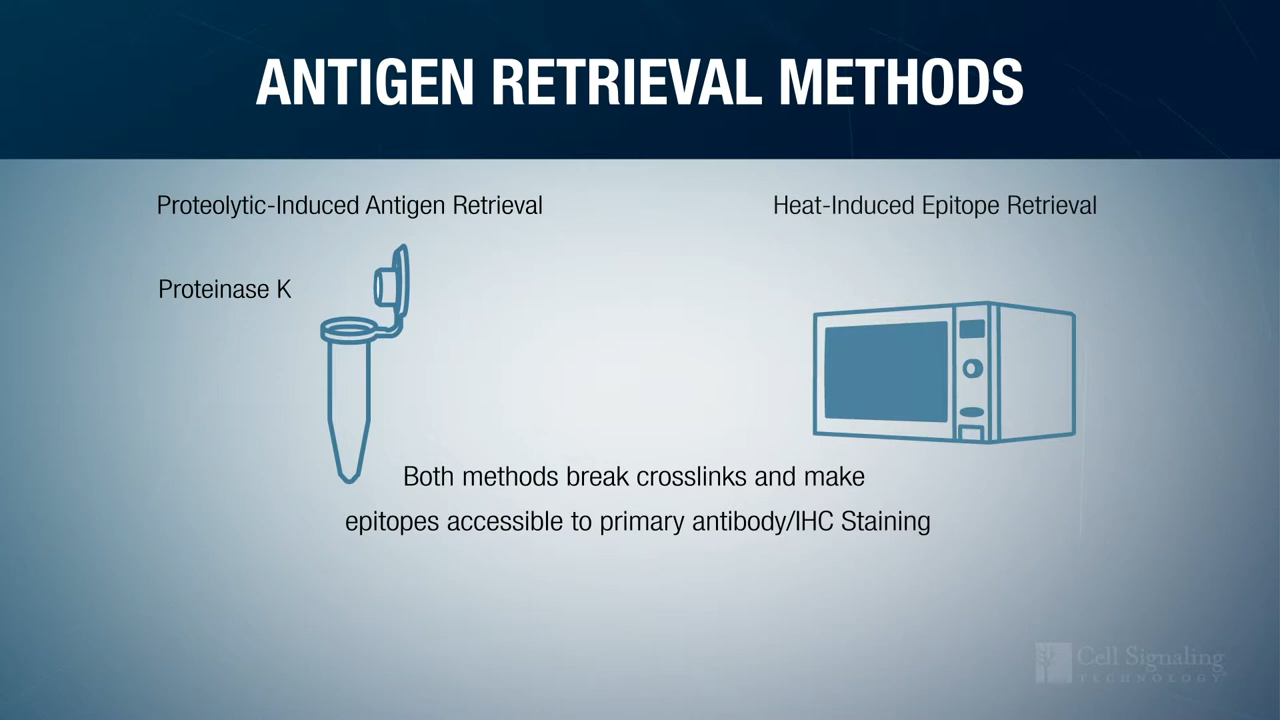 ANTIGEN RETRIEVAL METHODS
Proteolytic-Induced Antigen Retrieval
Heat-Induced Epitope Retrieval
Proteinase K
Both methods break crosslinks and make
epitopes accessible to primary antibody/IHC Staining
Cell Signaling
TECHNOLOGY